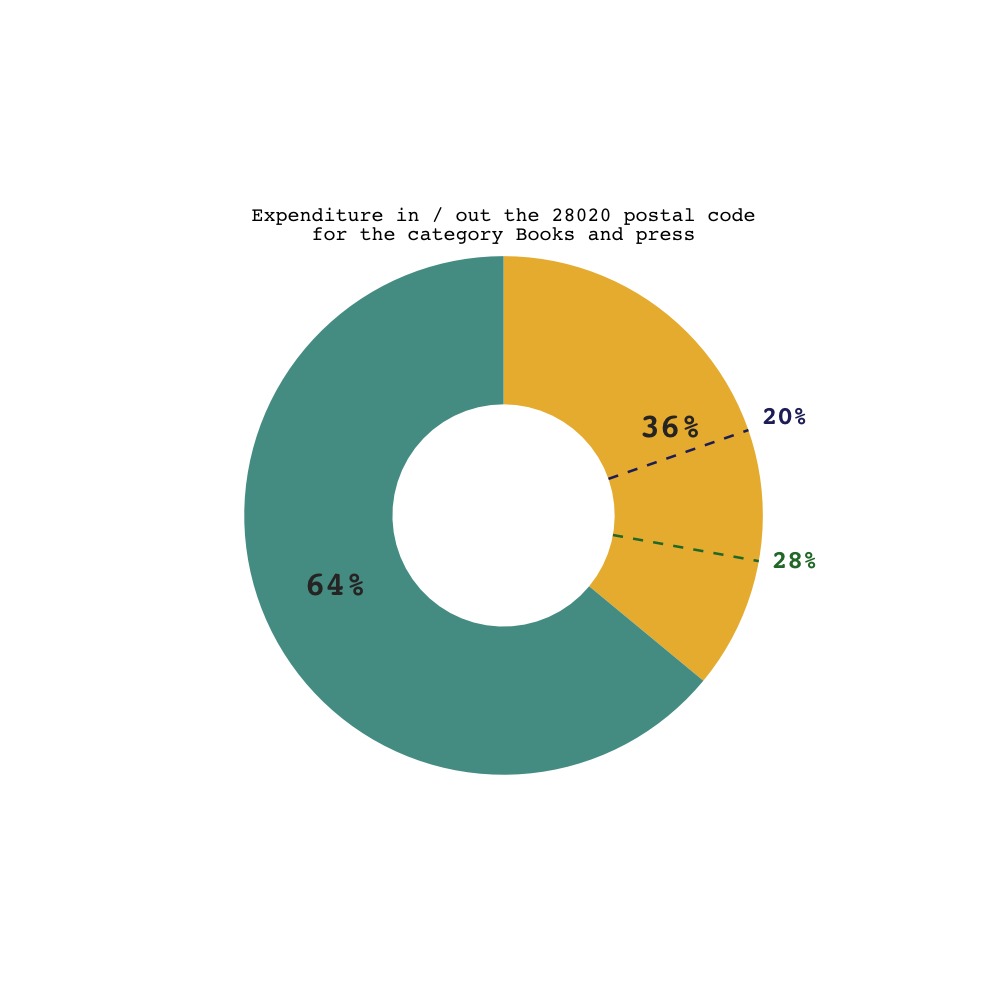 Expenditure in / out the 28020 postal code
for the category Books and press
36%
20%
28%
64%